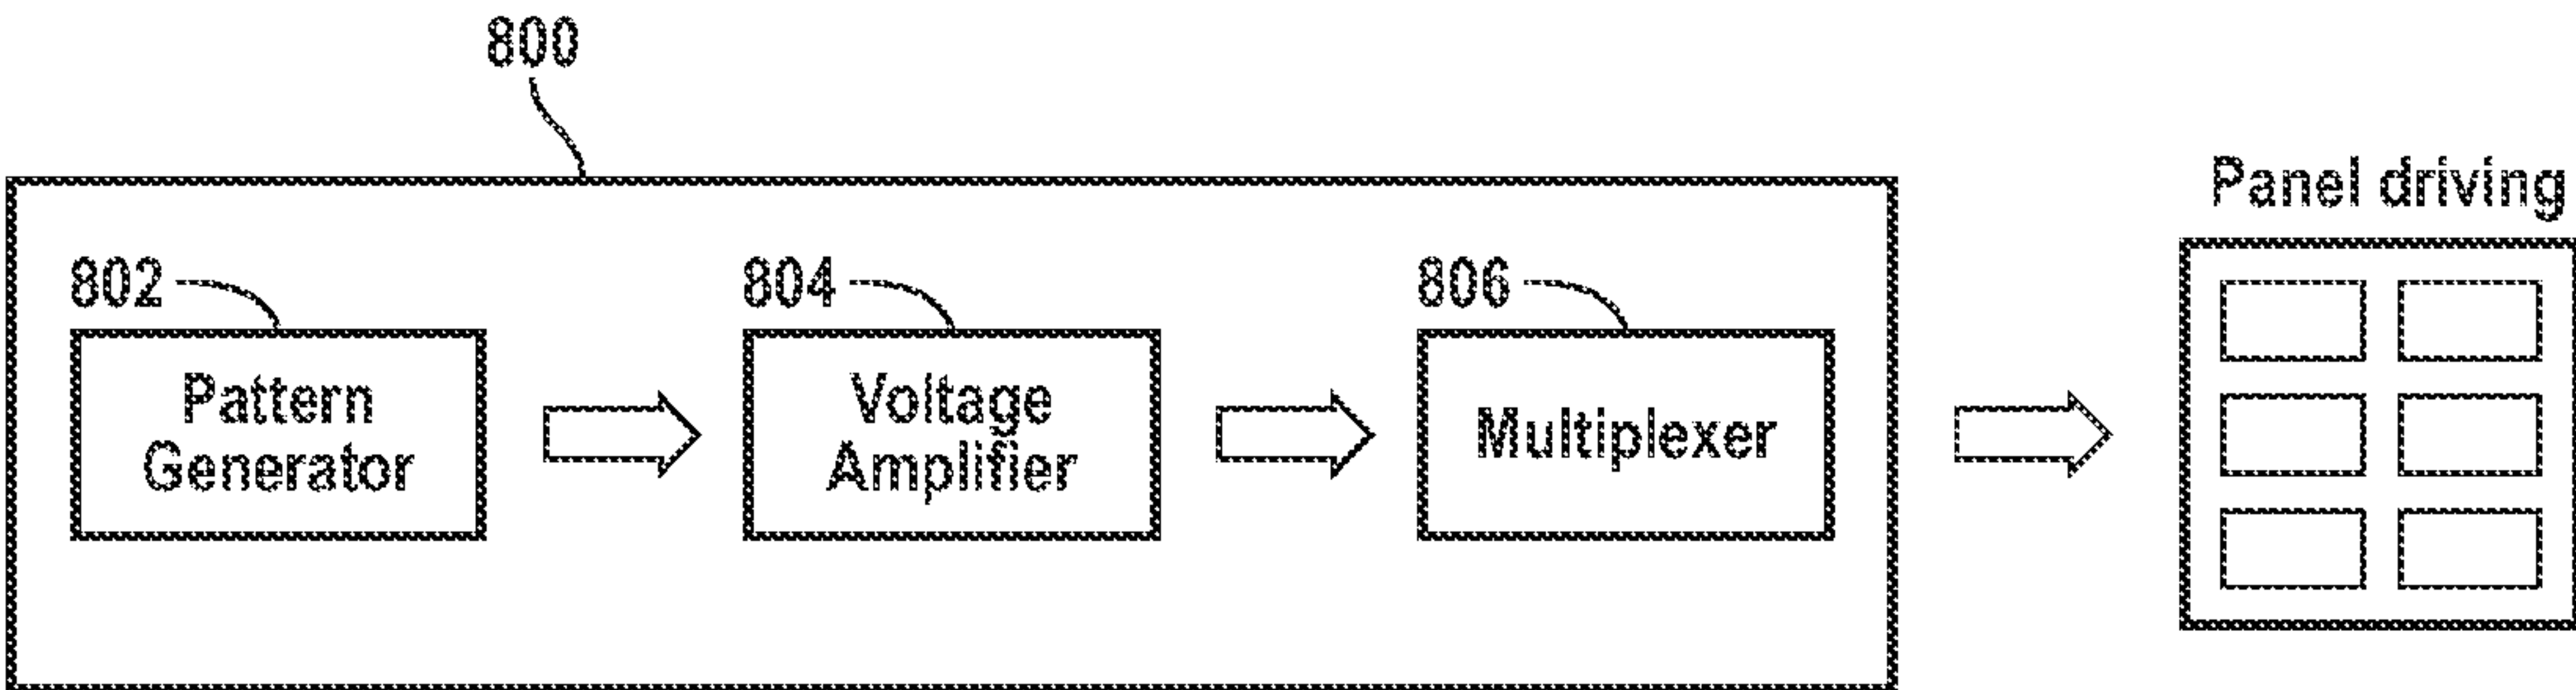 800
Panel driving
802
804
806
Pattern
Generator
Voltage
Amplifier
Multiplexer